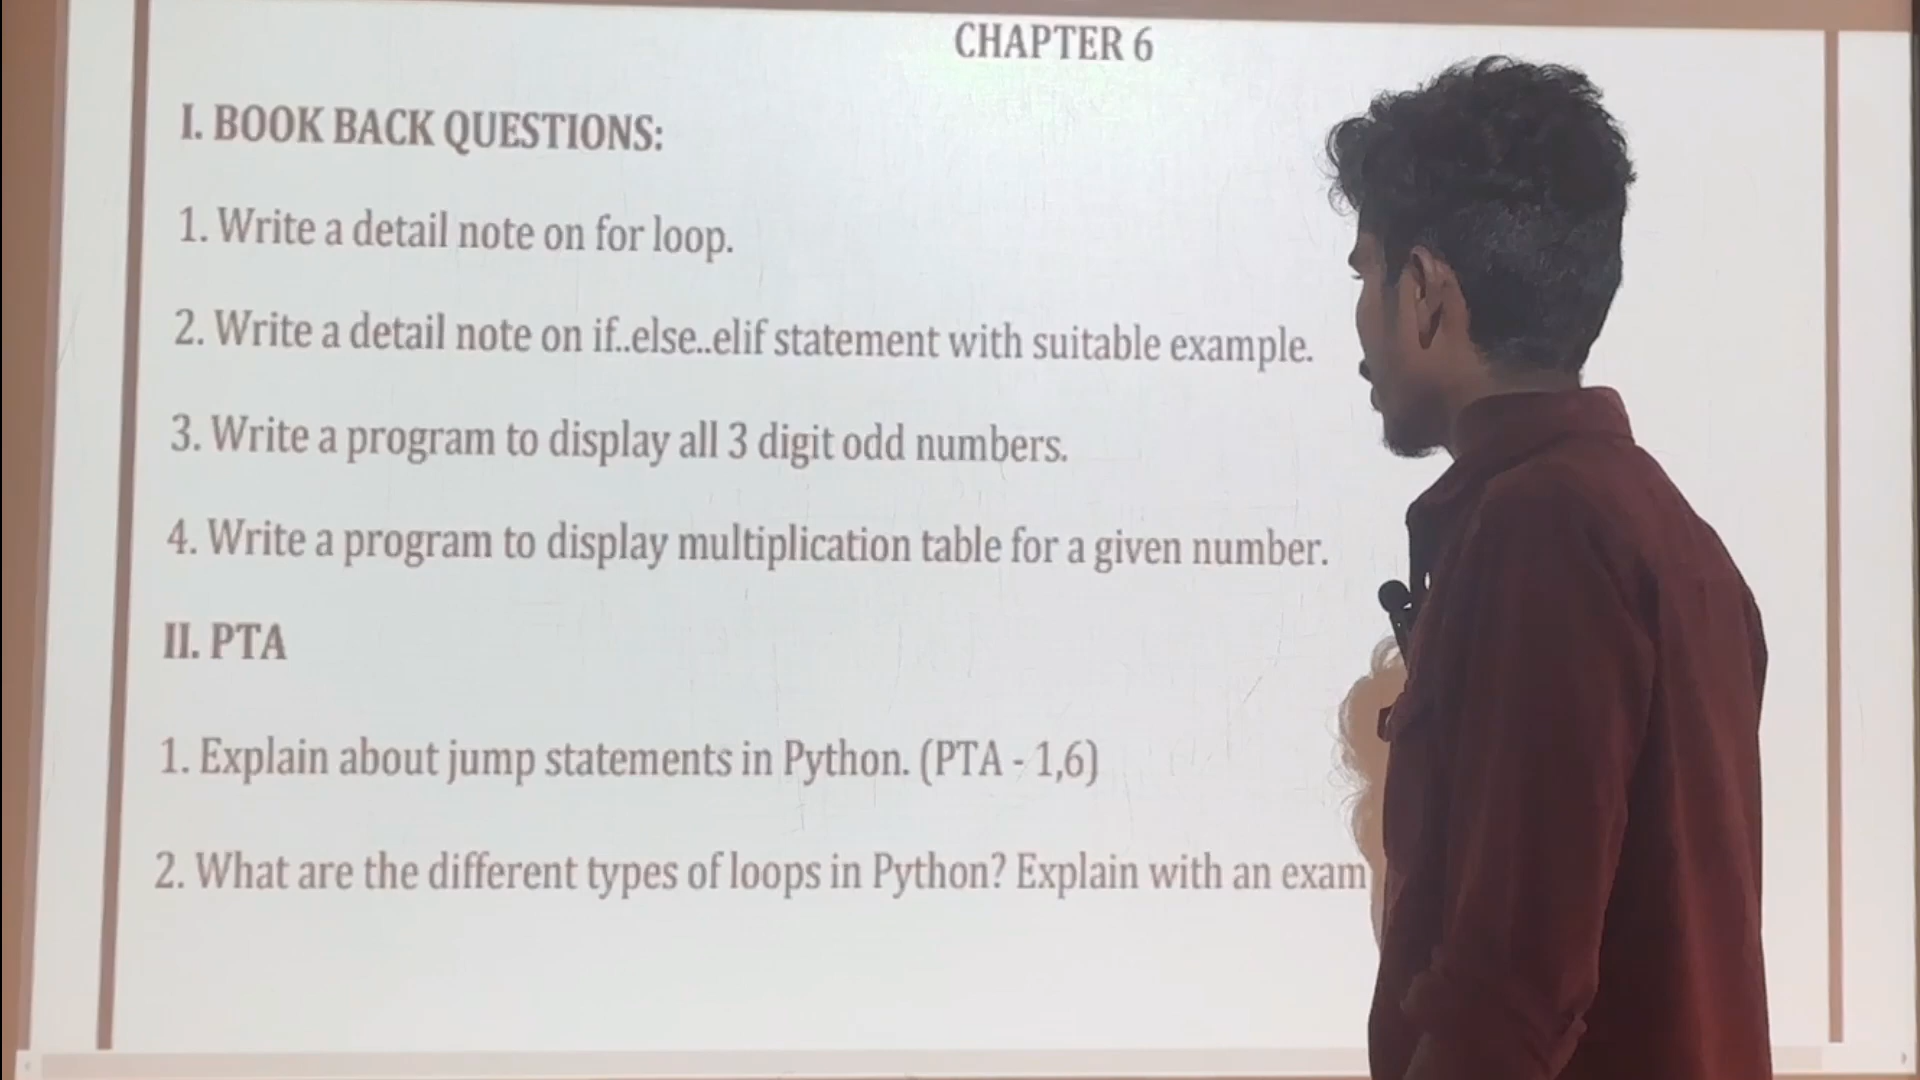 CHAPTER 6
I. BOOK BACK QUESTIONS:
1. Write a detail note on for loop.
2. Write a detail note on if..else..elif statement with suitable example.
3. Write a program to display all 3 digit odd numbers.
4. Write a program to display multiplication table for a given number.
II. PTA
1. Explain about jump statements in Python. (PTA - 1,6)
2. What are the different types of loops in Python? Explain with an exam